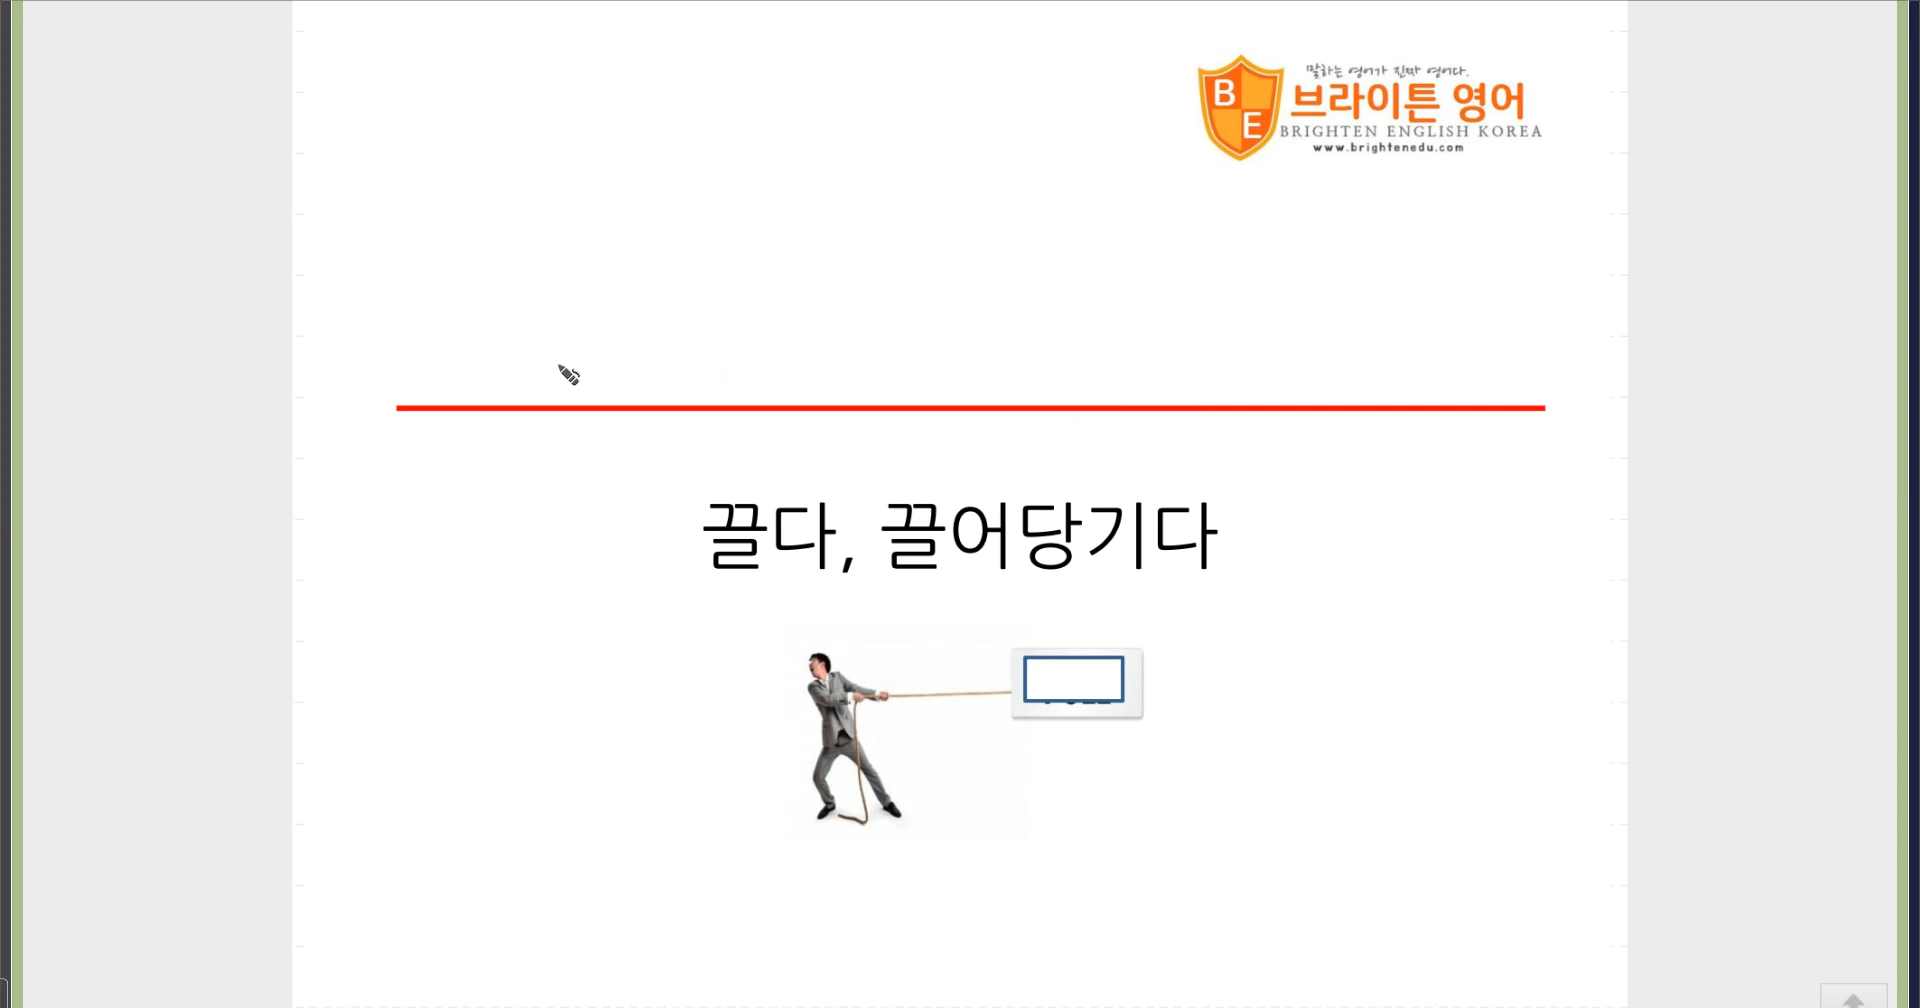 말하는 영어가 진짜 영어다.
B
E
브라이튼 영어
BRIGHTEN ENGLISH KOREA
www.brightenedu.com
끌다, 끌어당기다